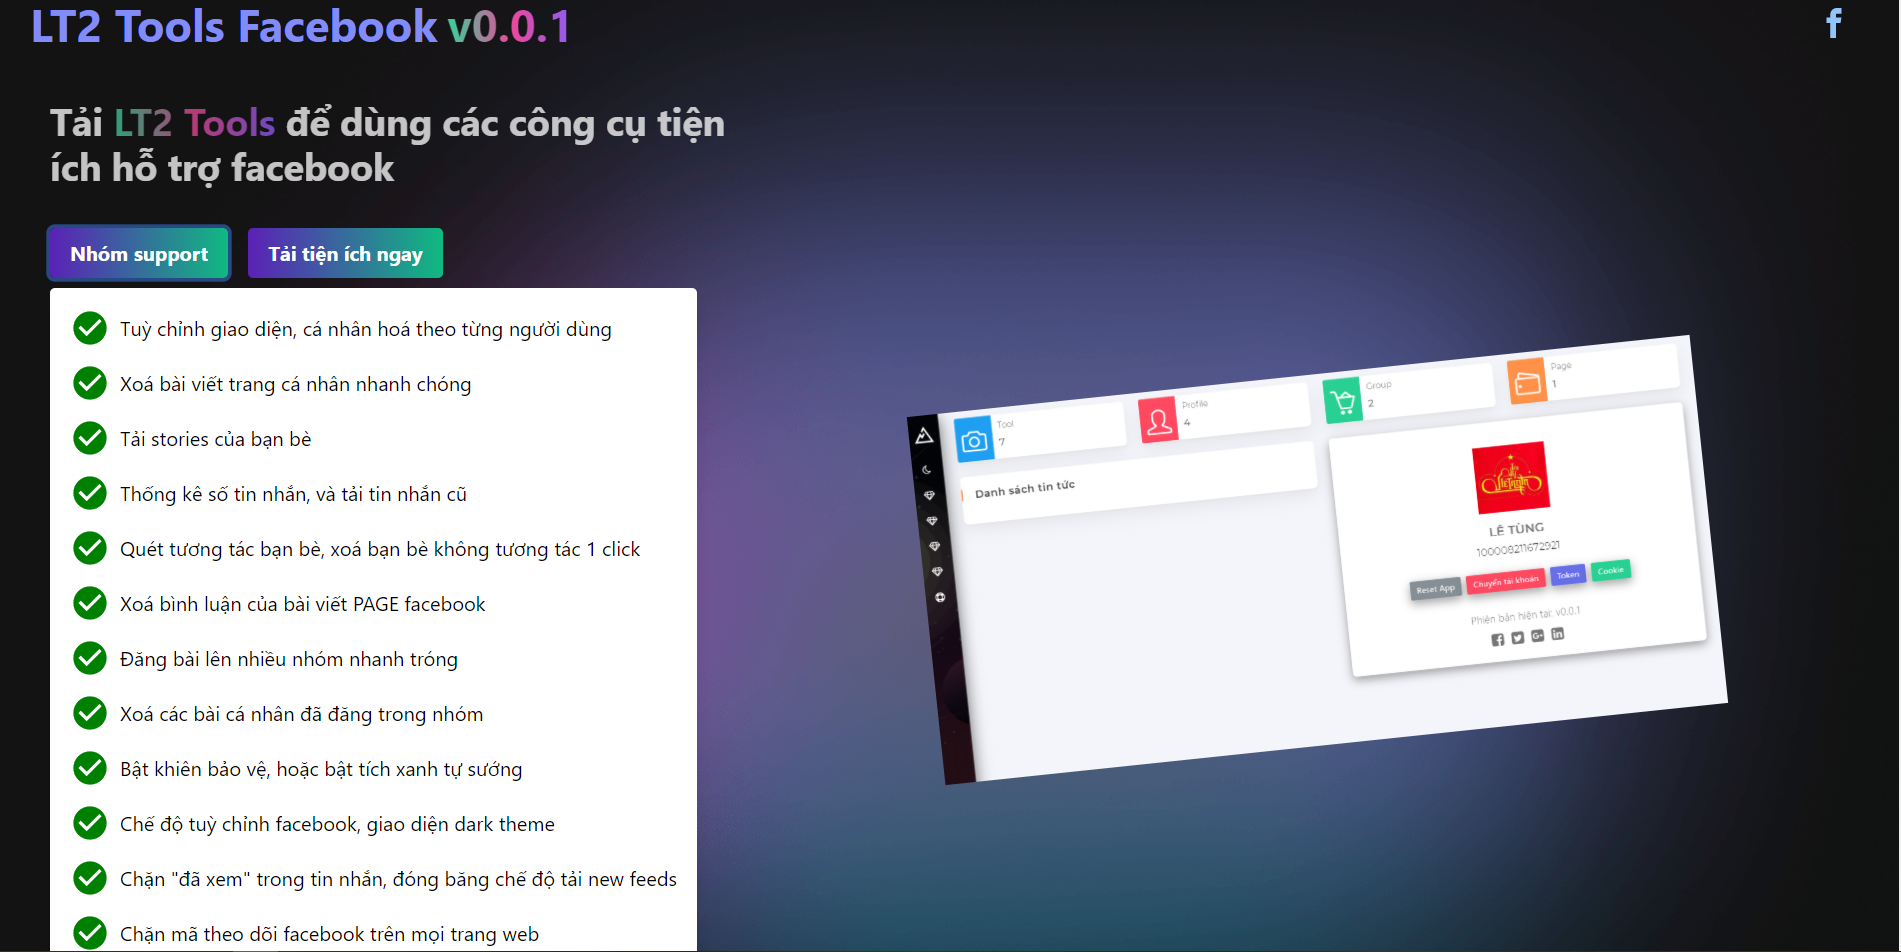 LT2 Tools Facebook v0.0.1
Tải LT2 Tools để dùng các công cụ tiện
ích hỗ trợ facebook
Nhóm support
Tải tiện ích ngay
Tuỳ chỉnh giao diện, cá nhân hoá theo từng người dùng
Xoá bài viết trang cá nhân nhanh chóng
Tải stories của bạn bè
Thống kê số tin nhắn, và tải tin nhắn cũ
Quét tương tác bạn bè, xoá bạn bè không tương tác 1 click
Xoá bình luận của bài viết PAGE facebook
Đăng bài lên nhiều nhóm nhanh tróng
Xoá các bài cá nhân đã đăng trong nhóm
Bật khiên bảo vệ, hoặc bật tích xanh tự sướng
Chế độ tuỳ chỉnh facebook, giao diện dark theme
Chặn "đã xem" trong tin nhắn, đóng băng chế độ tải new feeds
Chặn mã theo dõi facebook trên mọi trang web
Tool
7
Profile
4
Group
2
Page
1
Danh sách tin tức
LÊ TÙNG
100008211672921
Reset App
Chuyển tài khoản
Token
Cookie
Phiên bản hiện tại: v0.0.1